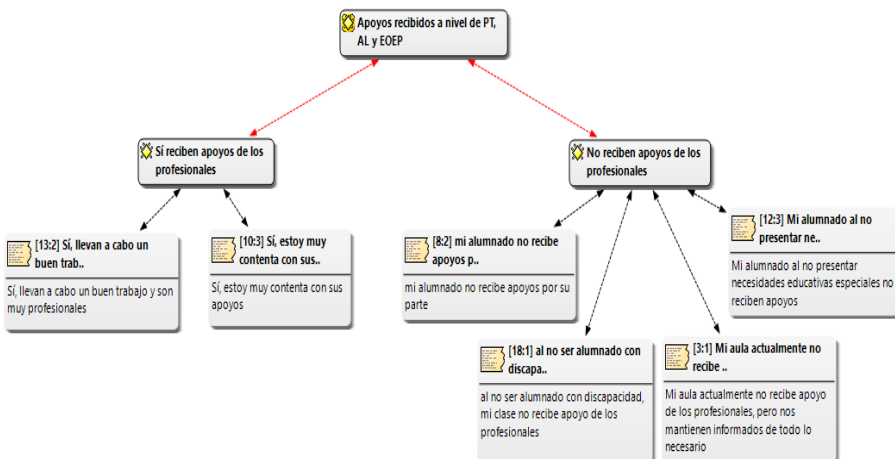 Apoyos recibidos a nivel de PT,
AL y EOEP
Sí reciben apoyos de los
profesionales
No reciben apoyos de los
profesionales
[13:2] Sí, llevan a cabo un
buen trab..
Sí, llevan a cabo un buen trabajo y son
muy profesionales
[10:3] Sí, estoy muy
contenta con sus..
Sí, estoy muy contenta con sus
apoyos
[8:2] mi alumnado no recibe
apoyos p..
mi alumnado no recibe apoyos por su
parte
[12:3] Mi alumnado al no
presentar ne..
Mi alumnado al no presentar
necesidades educativas especiales no
reciben apoyos
[18:1] al no ser alumnado con
discapa..
al no ser alumnado con discapacidad,
mi clase no recibe apoyo de los
profesionales
[3:1] Mi aula actualmente no
recibe ..
Mi aula actualmente no recibe apoyo
de los profesionales, pero nos
mantienen informados de todo lo
necesario